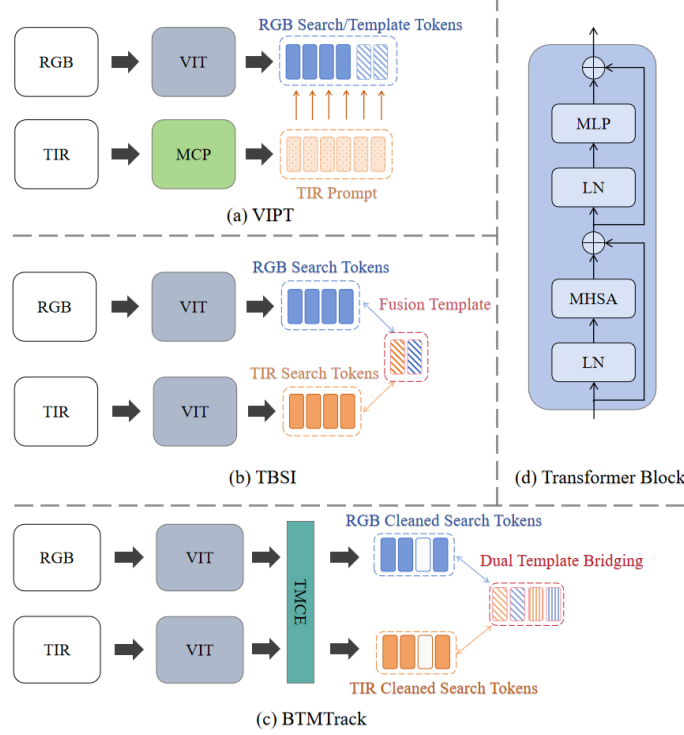 RGB Search/Template Tokens
RGB
VIT
TIR
MCP
TIR Prompt
(a) VIPT
RGB Search Tokens
RGB
VIT
Fusion Template
TIR Search Tokens
TIR
VIT
(b) TBSI
MLP
LN
MHSA
LN
(d) Transformer Block
RGB Cleaned Search Tokens
RGB
VIT
TMCE
Dual Template Bridging
TIR
VIT
TIR Cleaned Search Tokens
(c) BTMTrack